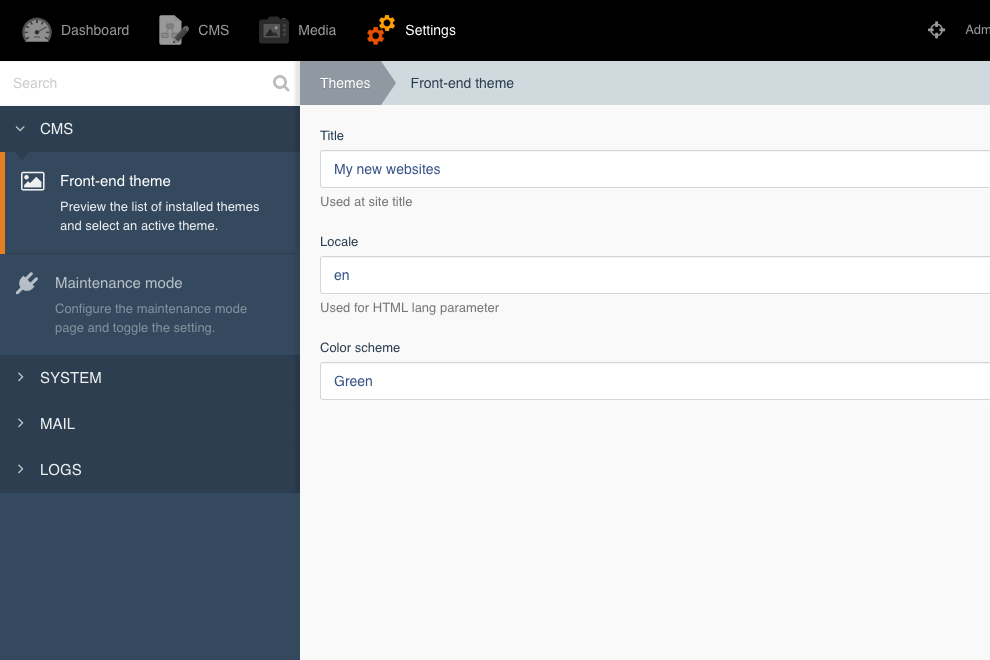 Dashboard CMS Media Settings Adm
Search
Themes Front-end theme
CMS
Front-end theme
Preview the list of installed themes
and select an active theme.
Maintenance mode
Configure the maintenance mode
page and toggle the setting.
SYSTEM
MAIL
LOGS
Title
My new websites
Used at site title
Locale
en
Used for HTML lang parameter
Color scheme
Green